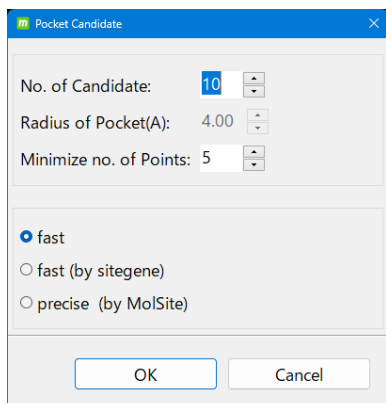 Pocket Candidate
No. of Candidate: 10
Radius of Pocket(A): 4.00
Minimize no. of Points: 5
fast
fast (by sitegene)
precise (by MolSite)
OK Cancel